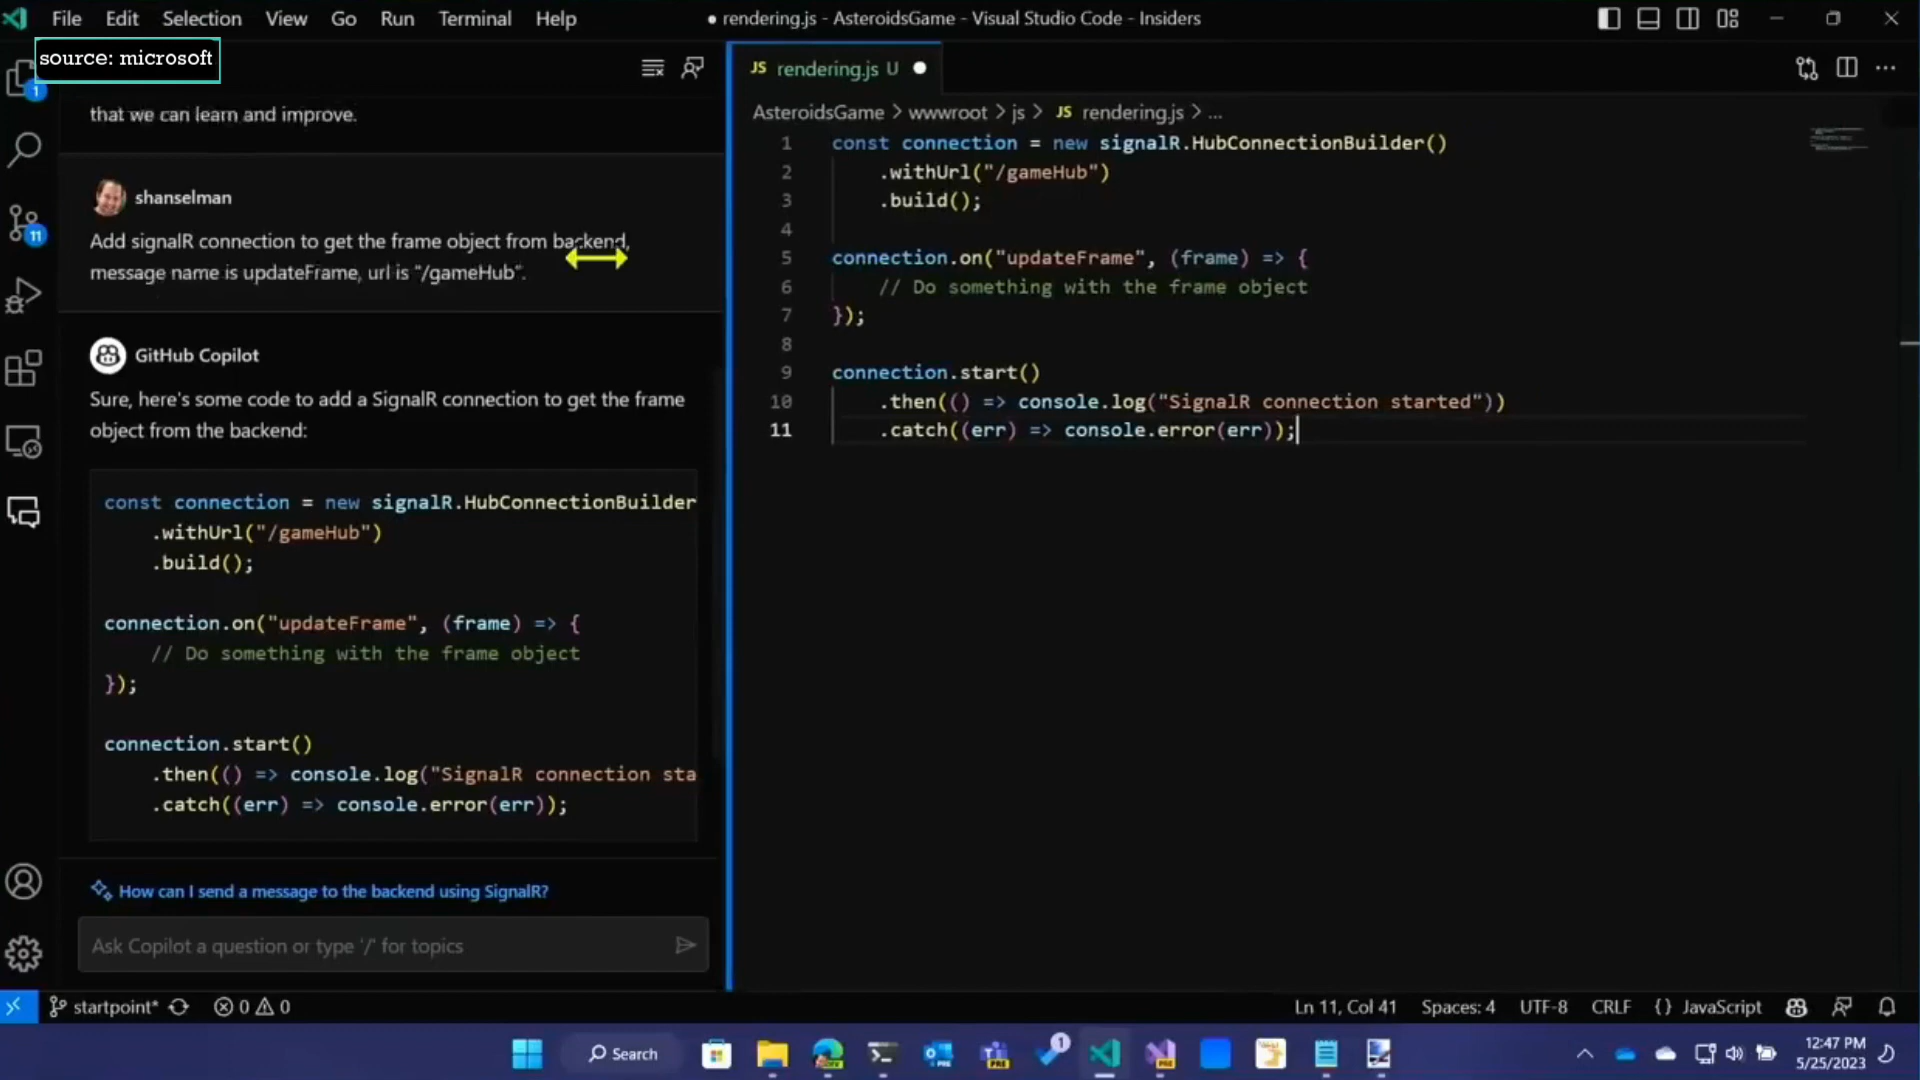 File Edit Selection View Go Run Terminal Help
● rendering.js - AsteroidsGame - Visual Studio Code - Insiders
source: microsoft
1
11
that we can learn and improve.
shanselman
Add signalR connection to get the frame object from backend,
message name is updateFrame, url is "/gameHub".
GitHub Copilot
Sure, here's some code to add a SignalR connection to get the frame
object from the backend:
const connection = new signalR.HubConnectionBuilder
.withUrl("/gameHub")
.build();
connection.on("updateFrame", (frame) => {
// Do something with the frame object
});
connection.start()
.then(() => console.log("SignalR connection sta
.catch((err) => console.error(err));
How can I send a message to the backend using SignalR?
Ask Copilot a question or type '/' for topics
JS rendering.js U ●
AsteroidsGame > wwwroot > js > JS rendering.js > ...
1 const connection = new signalR.HubConnectionBuilder()
2 .withUrl("/gameHub")
3 .build();
4
5 connection.on("updateFrame", (frame) => {
6 // Do something with the frame object
7 });
8
9 connection.start()
10 .then(() => console.log("SignalR connection started"))
11 .catch((err) => console.error(err));
startpoint* 0 0
Ln 11, Col 41 Spaces: 4 UTF-8 CRLF {} JavaScript
Search
PRE
PRE
1
PRE
12:47 PM
5/25/2023